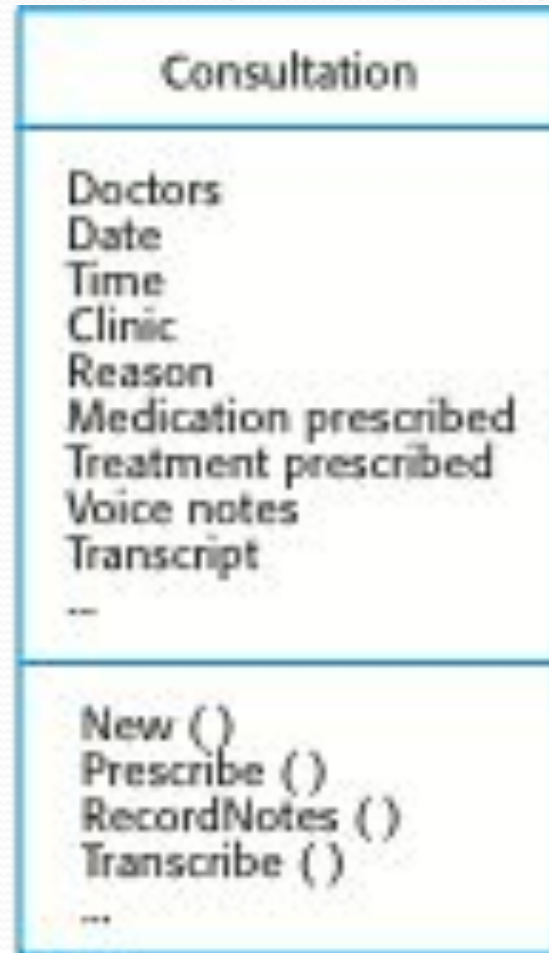 Consultation
Doctors
Date
Time
Clinic
Reason
Medication prescribed
Treatment prescribed
Voice notes
Transcript
...
New ( )
Prescribe ( )
RecordNotes ( )
Transcribe ( )
...